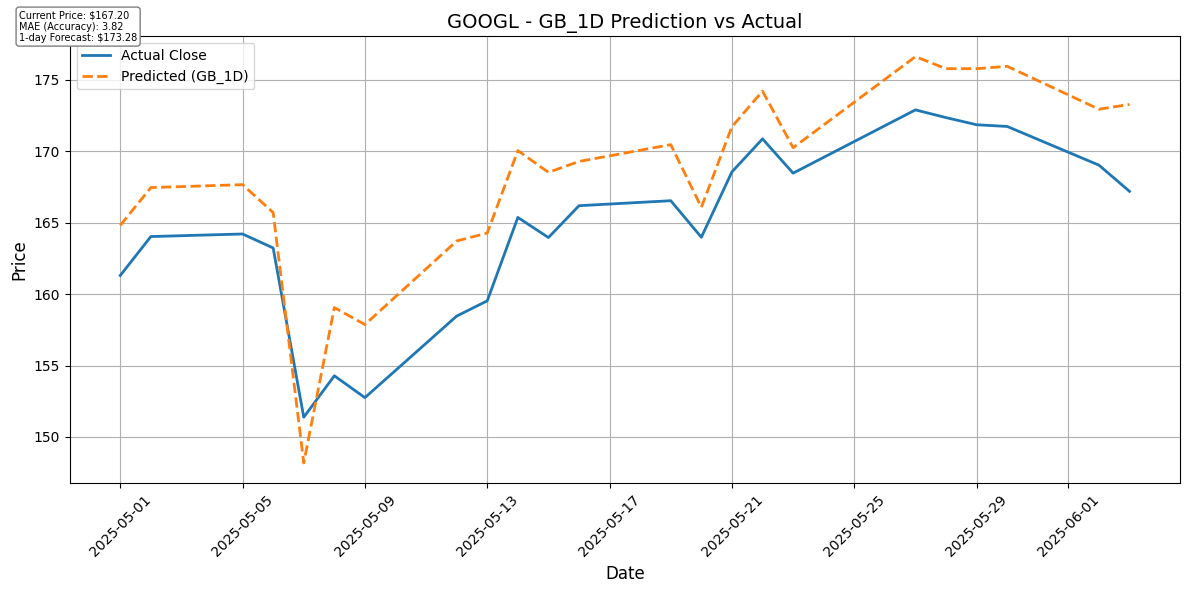 GOOGL - GB_1D Prediction vs Actual
Current Price: $167.20
MAE (Accuracy): 3.82
1-day Forecast: $173.28
Actual Close
Predicted (GB_1D)
Price
175
170
165
160
155
150
2025-05-01
2025-05-05
2025-05-09
2025-05-13
2025-05-17
2025-05-21
2025-05-25
2025-05-29
2025-06-01
Date